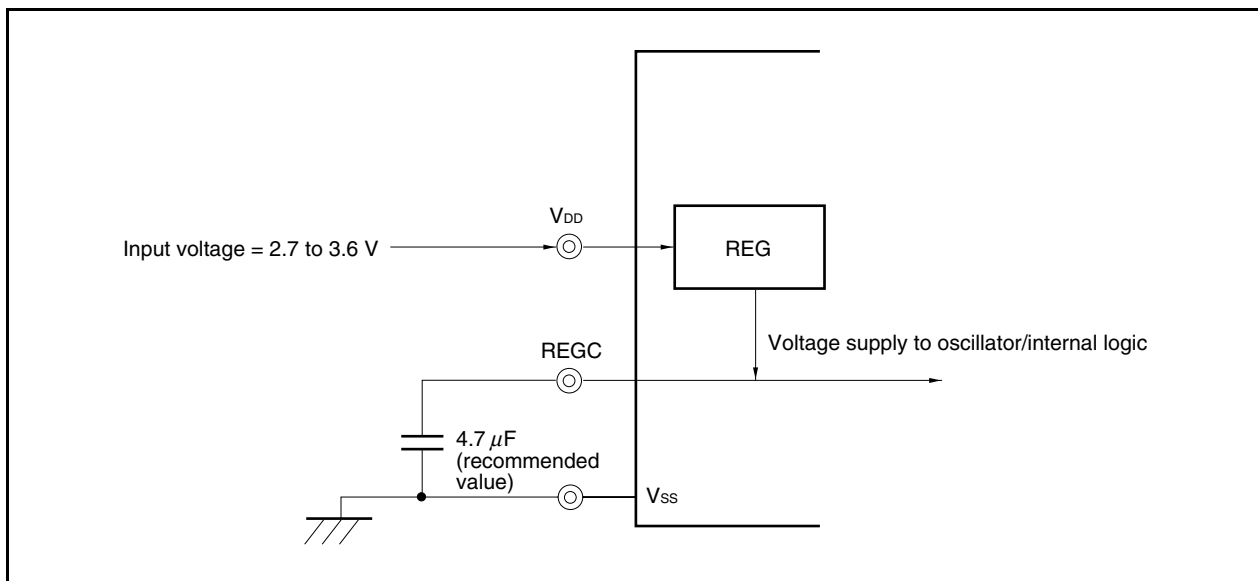 VDD
Input voltage = 2.7 to 3.6 V
REG
Voltage supply to oscillator/internal logic
REGC
4.7 μF
(recommended
value)
VSS